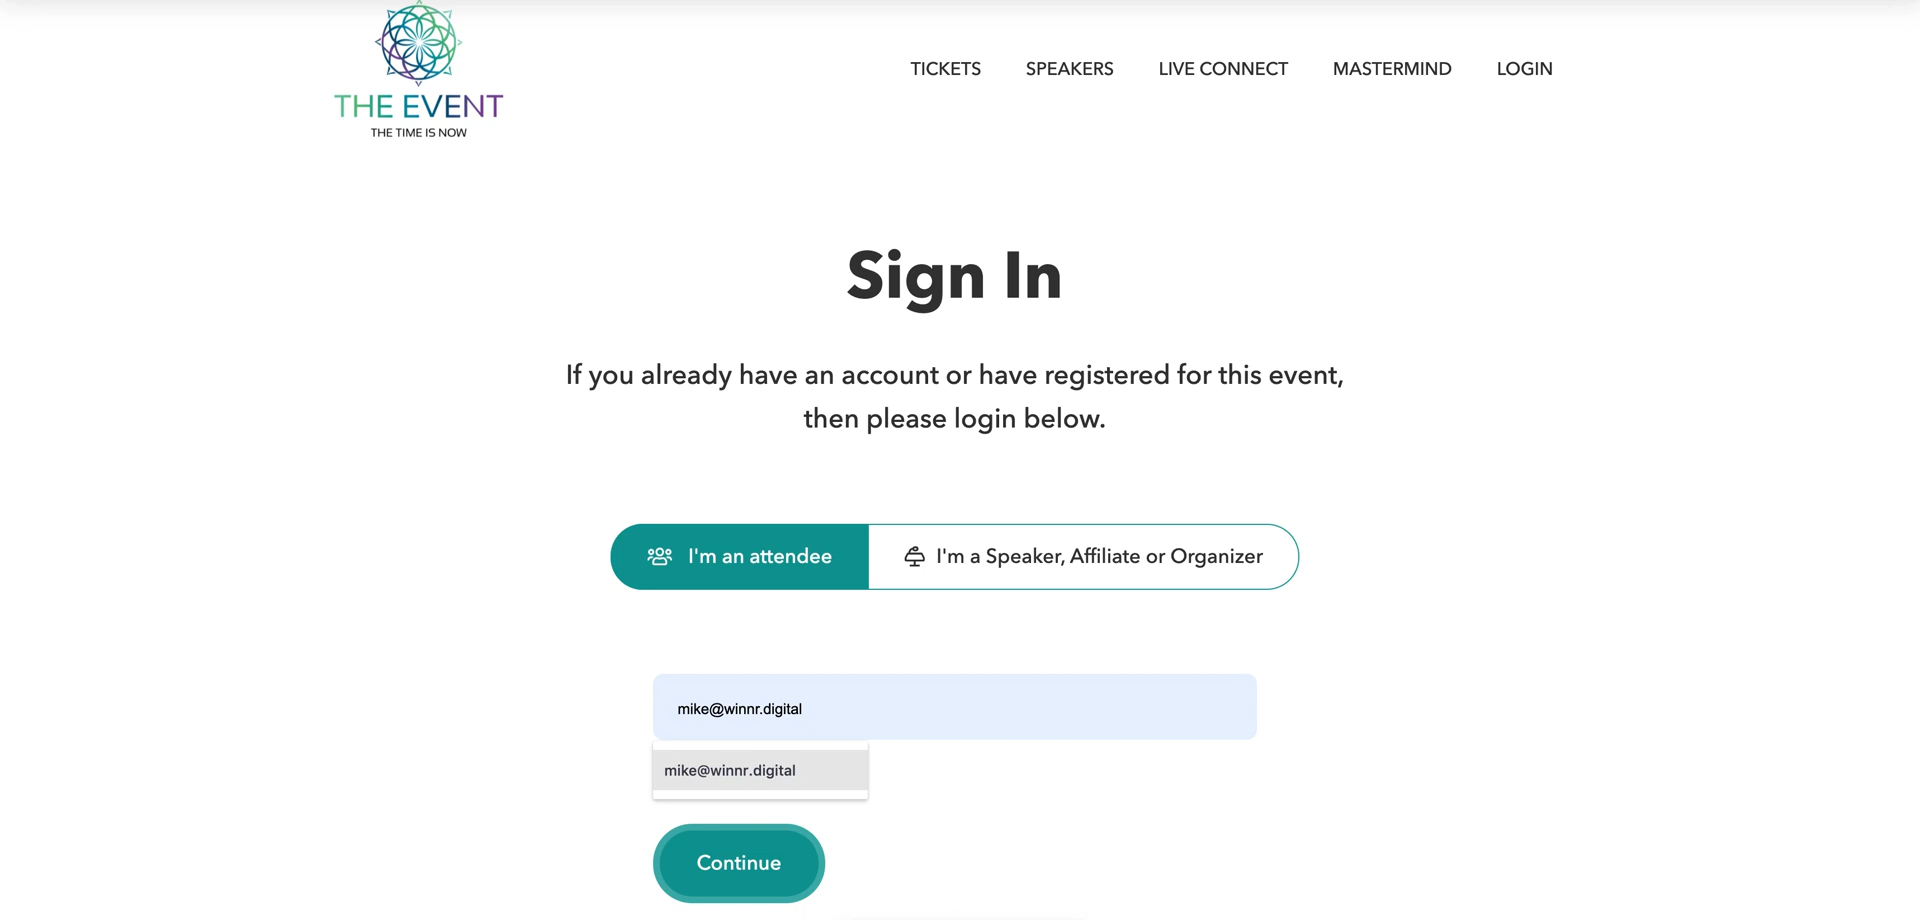 THE EVENT
THE TIME IS NOW
TICKETS SPEAKERS LIVE CONNECT MASTERMIND LOGIN
Sign In
If you already have an account or have registered for this event,
then please login below.
I'm an attendee I'm a Speaker, Affiliate or Organizer
mike@winnr.digital
mike@winnr.digital
Continue